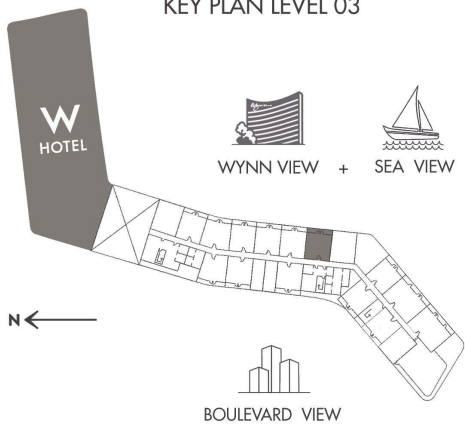 KEY PLAN LEVEL 03
W
HOTEL
WYNN VIEW + SEA VIEW
N
BOULEVARD VIEW